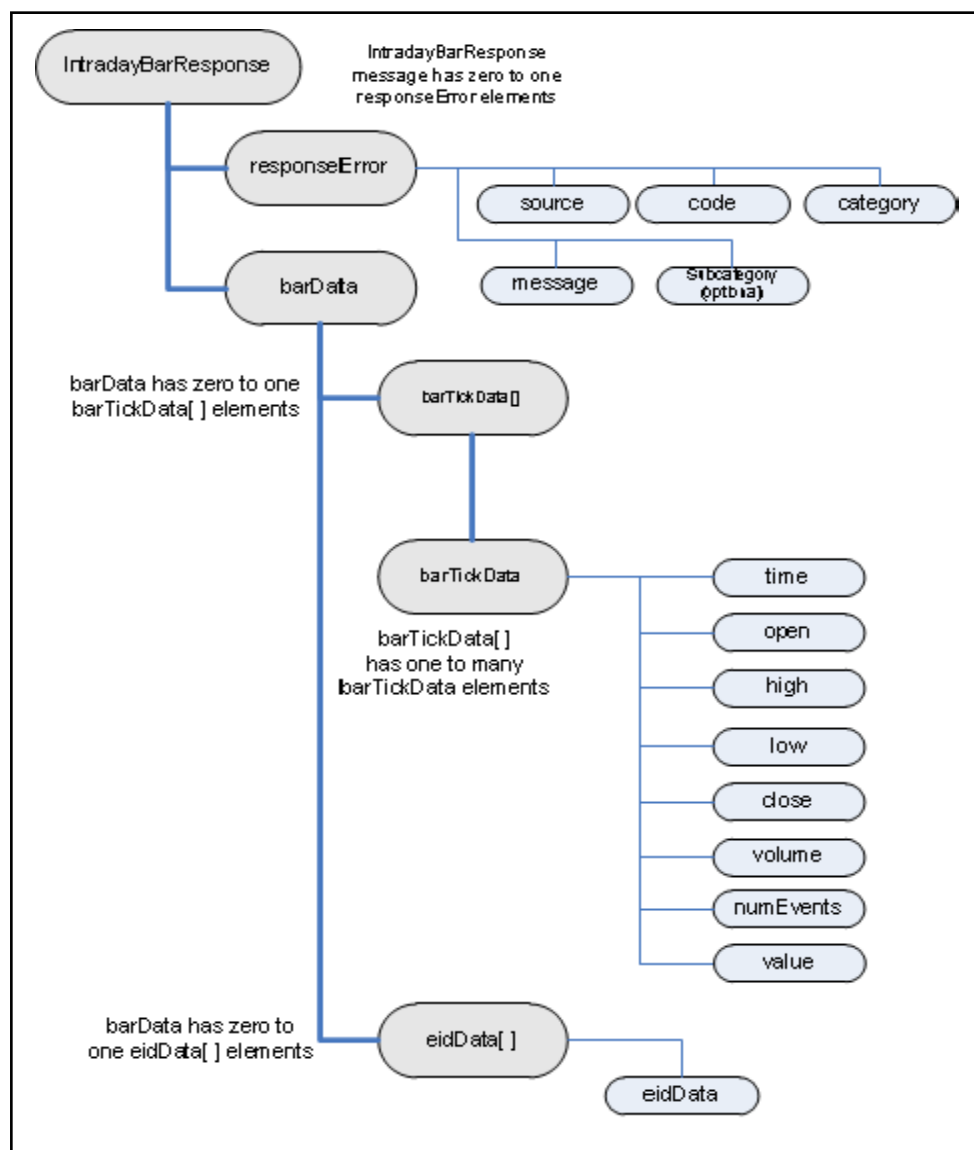 IntradayBarResponse
IntradayBarResponse
message has zero to one
responseError elements
responseError
source
code
category
message
Subcategory
(optional)
barData
barData has zero to one
barTickData[ ] elements
barTickData[]
barTickData
barTickData[ ]
has one to many
barTickData elements
time
open
high
low
close
volume
numEvents
value
barData has zero to
one eidData[ ] elements
eidData[ ]
eidData